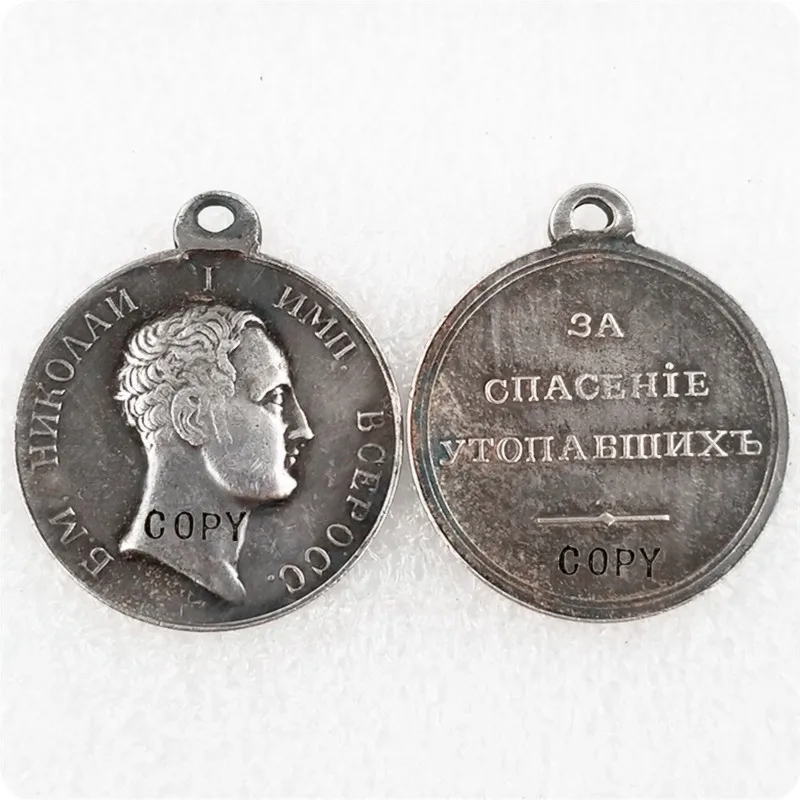 Б. М. НИКОЛАЙ I ИМП. ВСЕРОСС.
COPY
ЗА
СПАСЕНІЕ
УТОПАВШИХЪ
COPY